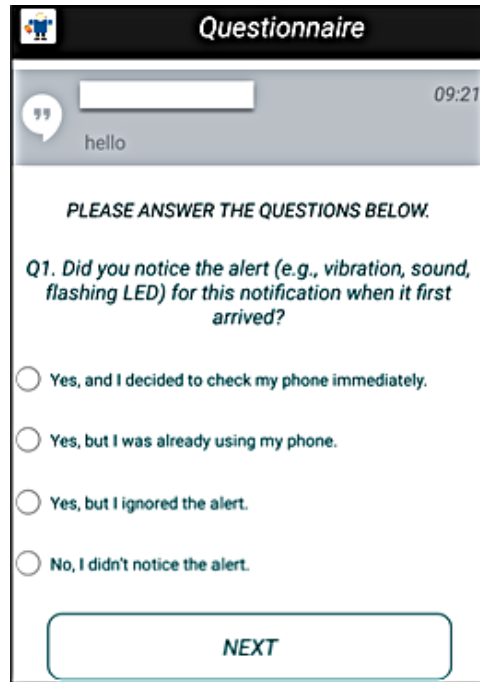 Questionnaire
09:21
hello
PLEASE ANSWER THE QUESTIONS BELOW.
Q1. Did you notice the alert (e.g., vibration, sound,
flashing LED) for this notification when it first
arrived?
Yes, and I decided to check my phone immediately.
Yes, but I was already using my phone.
Yes, but I ignored the alert.
No, I didn't notice the alert.
NEXT